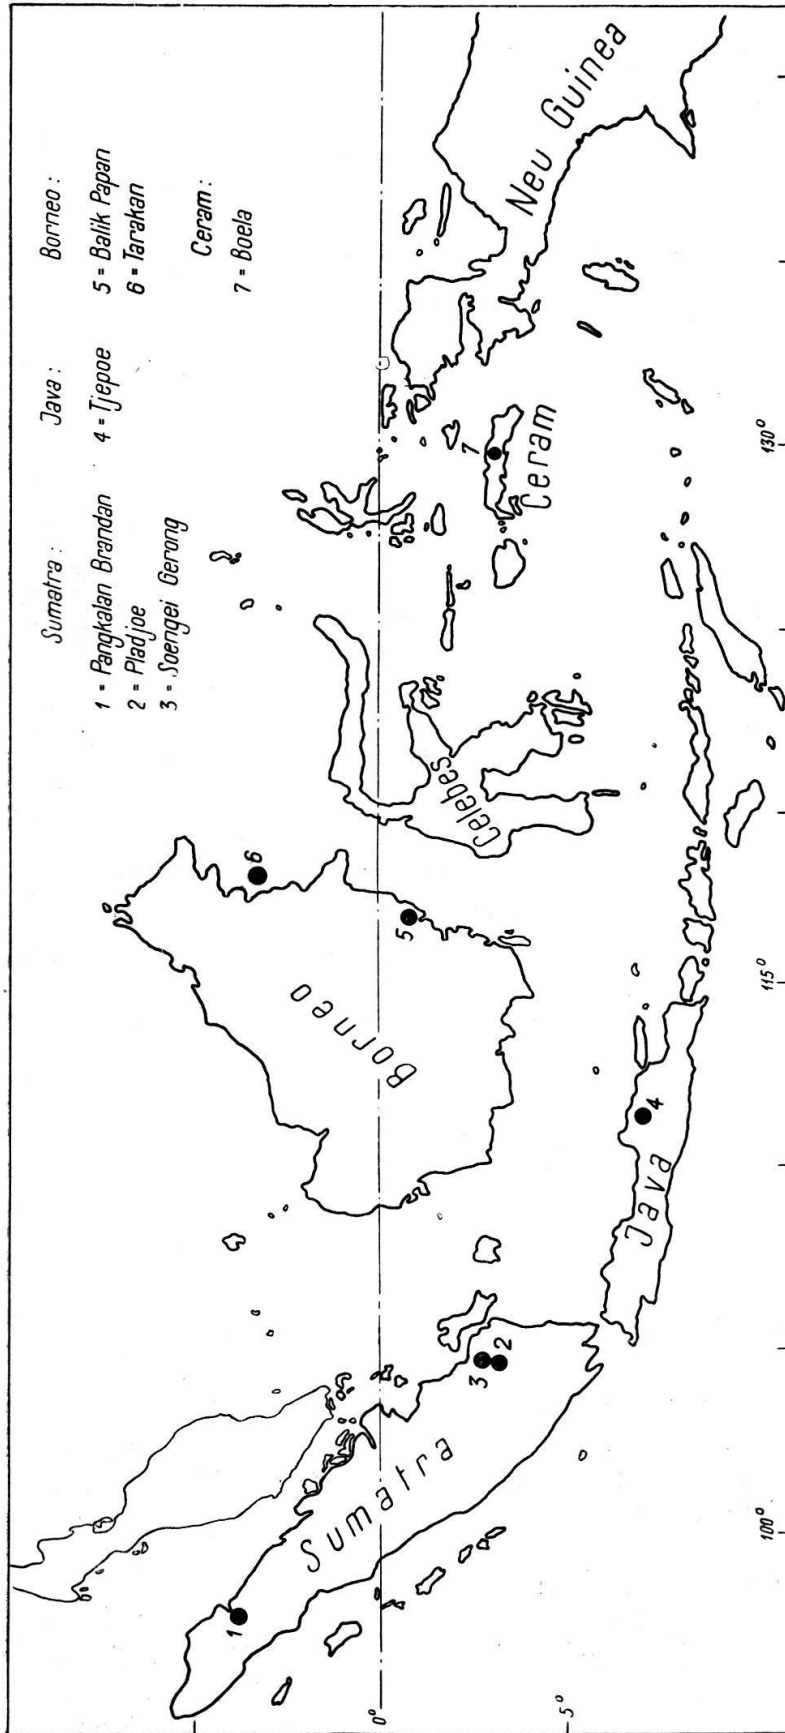 Sumatra :
1 = Pangkalan Brandan
2 = Pladjoe
3 = Soengei Gerong
Java :
4 = Tjepoe
Borneo :
5 = Balik Papan
6 = Tarakan
Ceram :
7 = Boela
Sumatra
Java
Borneo
Celebes
Ceram
Neu Guinea
1
2
3
4
5
6
7
0°
5°
100°
115°
130°